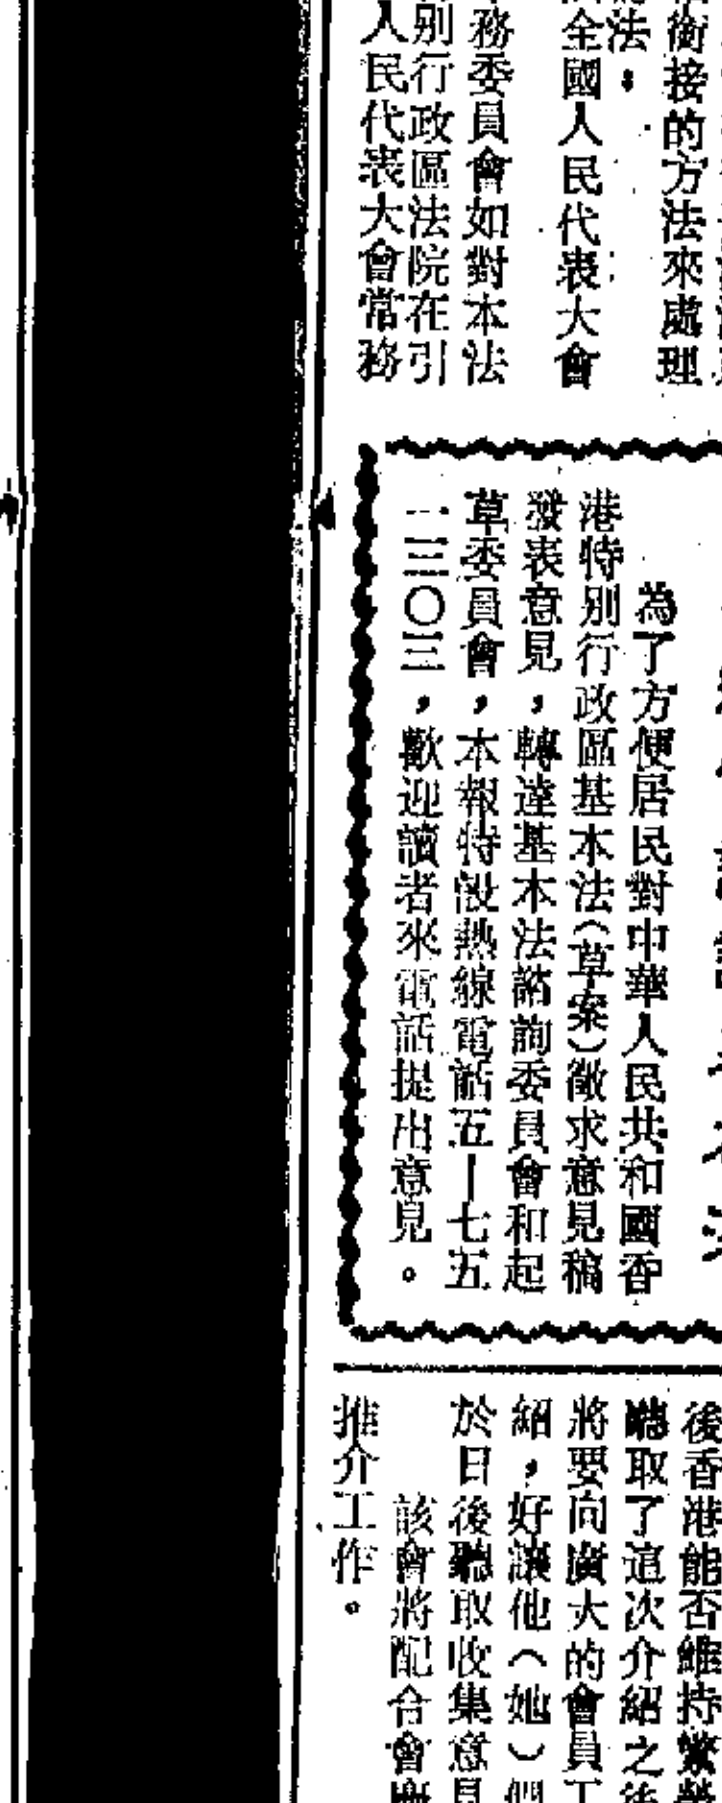 銜接的方法來處理
法：
全國人民代表大會
務委員會如對本法
別行政區法院在引
人民代表大會常務
為了方便居民對中華人民共和國香
港特別行政區基本法（草案）徵求意見稿
發表意見，轉達基本法諮詢委員會和起
草委員會，本報特設熱線電話五—七五
一三〇三，歡迎讀者來電話提出意見。
後香港能否維持繁榮
聽取了這次介紹之後
將要向廣大的會員工
紹，好讓他（她）們
於日後聽取收集意見
該會將配合會
推介工作。